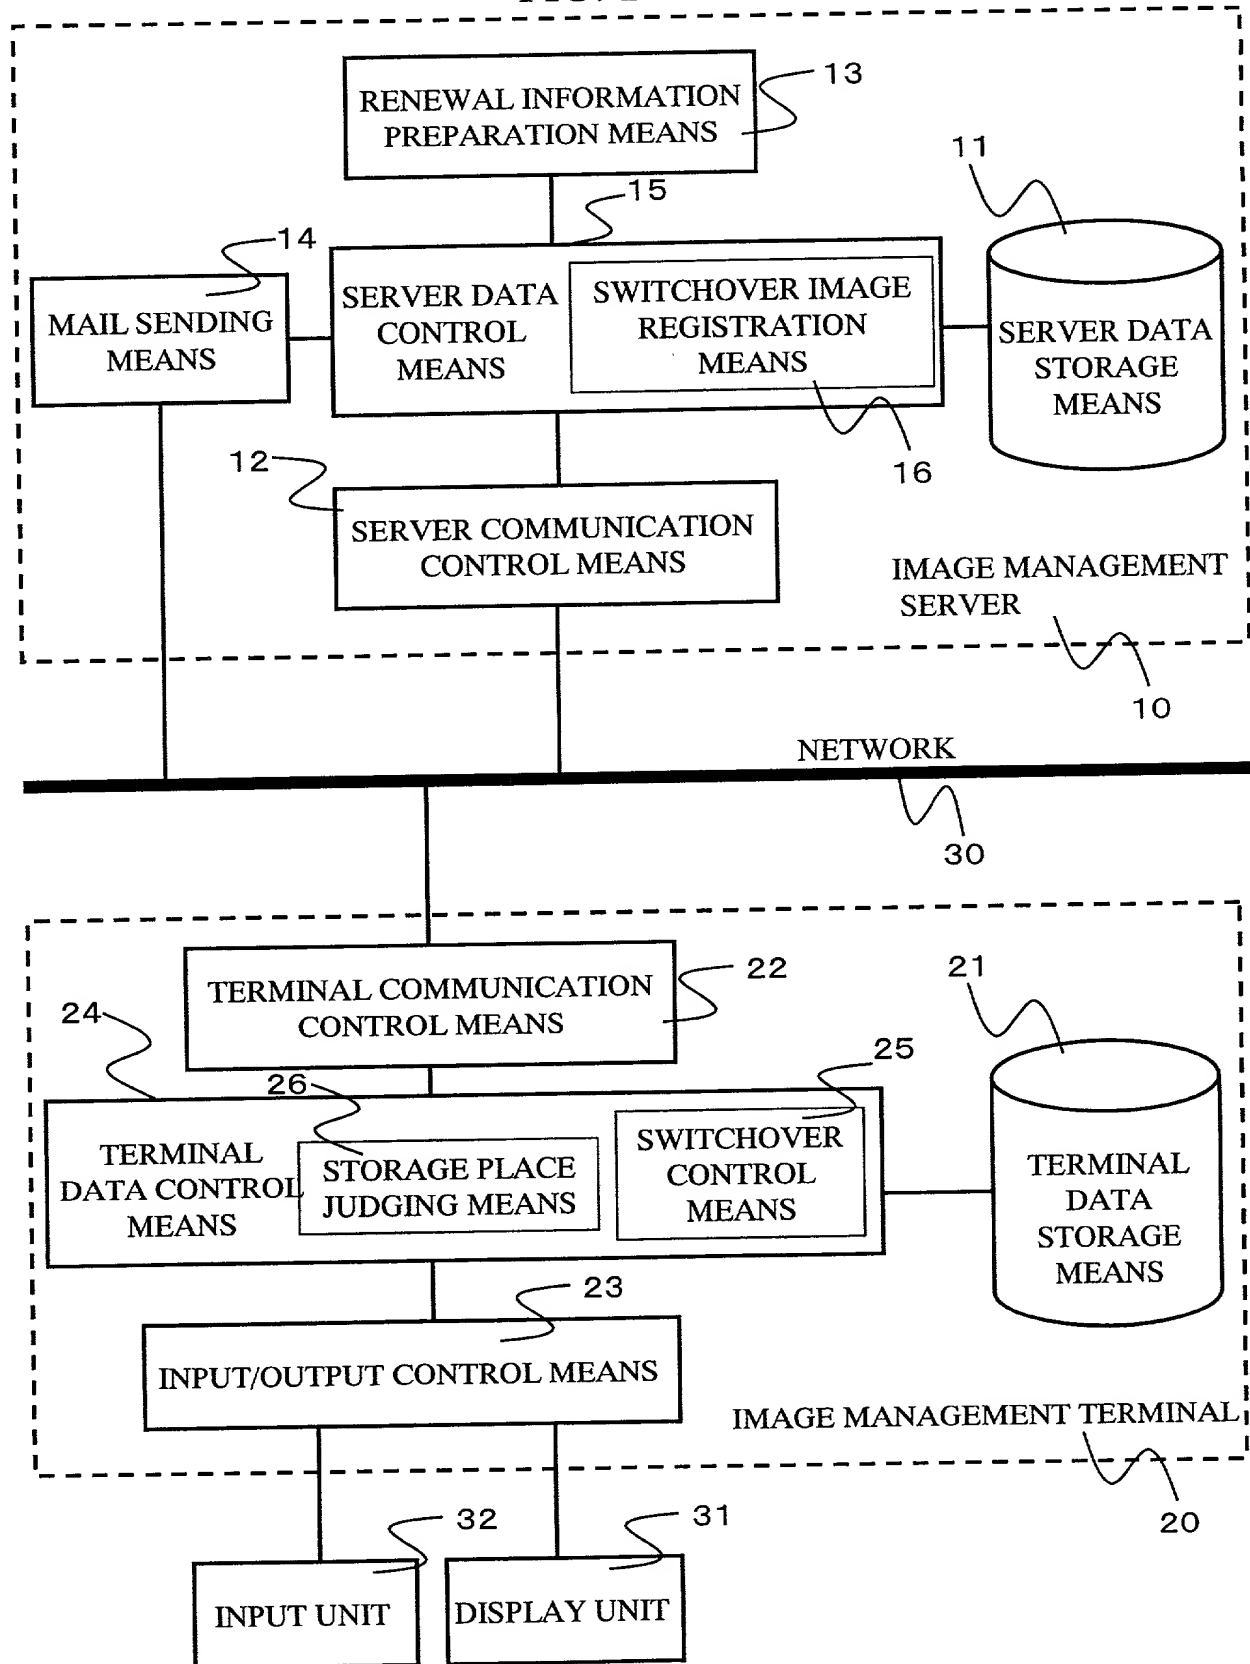 RENEWAL INFORMATION
PREPARATION MEANS
13
15
11
14
MAIL SENDING
MEANS
SERVER DATA
CONTROL
MEANS
SWITCHOVER IMAGE
REGISTRATION
MEANS
SERVER DATA
STORAGE
MEANS
16
12
SERVER COMMUNICATION
CONTROL MEANS
IMAGE MANAGEMENT
SERVER
10
NETWORK
30
TERMINAL COMMUNICATION
CONTROL MEANS
22
21
24
26
25
TERMINAL
DATA CONTROL
MEANS
STORAGE PLACE
JUDGING MEANS
SWITCHOVER
CONTROL
MEANS
TERMINAL
DATA
STORAGE
MEANS
23
INPUT/OUTPUT CONTROL MEANS
IMAGE MANAGEMENT TERMINAL
20
32
31
INPUT UNIT
DISPLAY UNIT